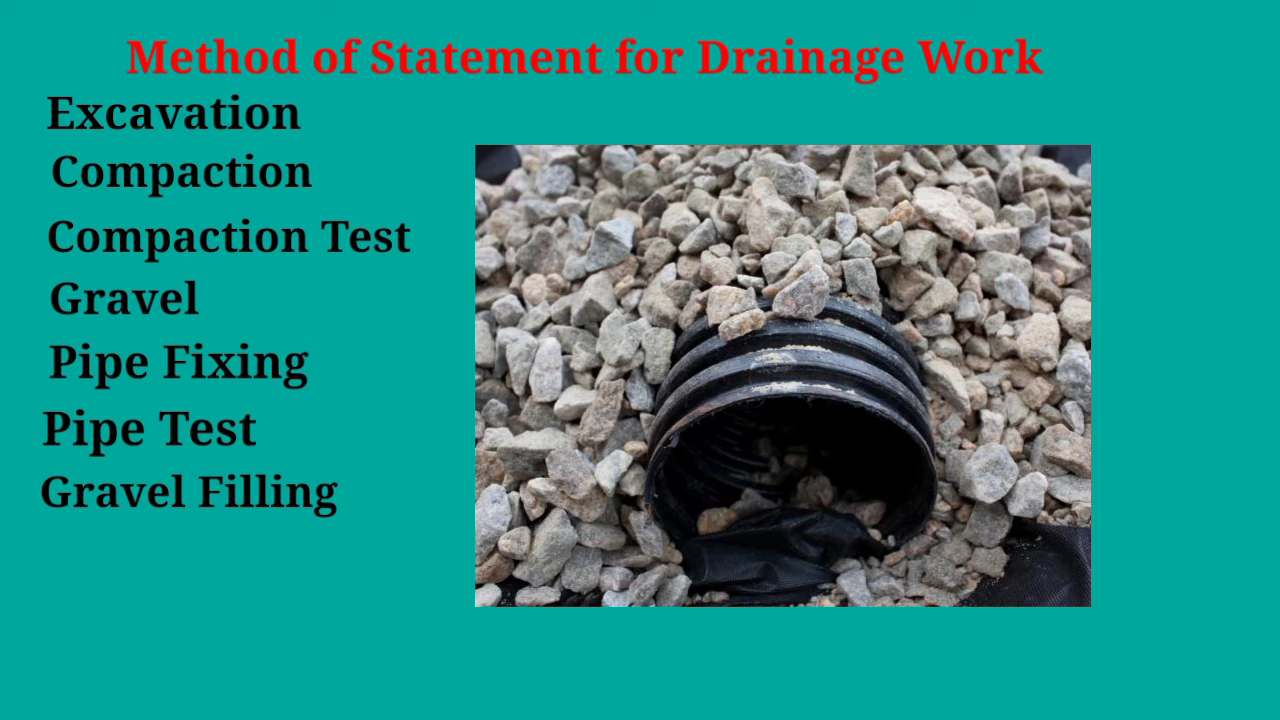 Method of Statement for Drainage Work
Excavation
Compaction
Compaction Test
Gravel
Pipe Fixing
Pipe Test
Gravel Filling